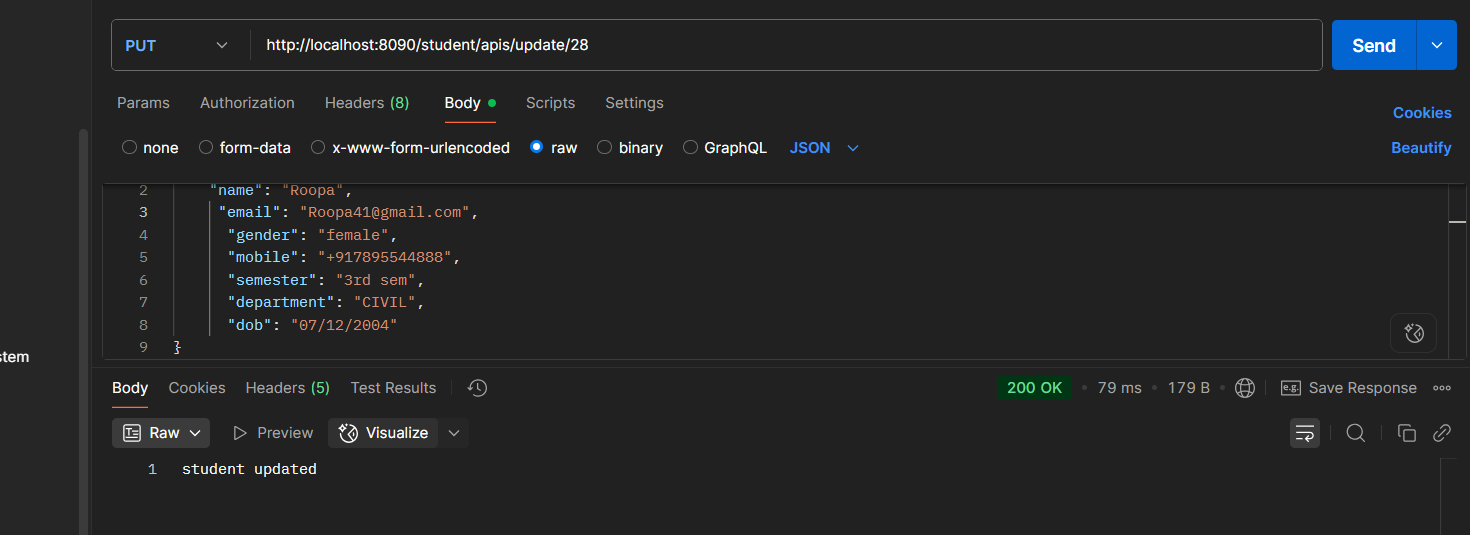 PUT http://localhost:8090/student/apis/update/28 Send
Params Authorization Headers (8) Body Scripts Settings Cookies
none form-data x-www-form-urlencoded raw binary GraphQL JSON Beautify
2 "name": "Roopa",
3 "email": "Roopa41@gmail.com",
4 "gender": "female",
5 "mobile": "+917895544888",
6 "semester": "3rd sem",
7 "department": "CIVIL",
8 "dob": "07/12/2004"
9 }
stem
Body Cookies Headers (5) Test Results 200 OK • 79 ms • 179 B • e.g. Save Response
Raw Preview Visualize
1 student updated